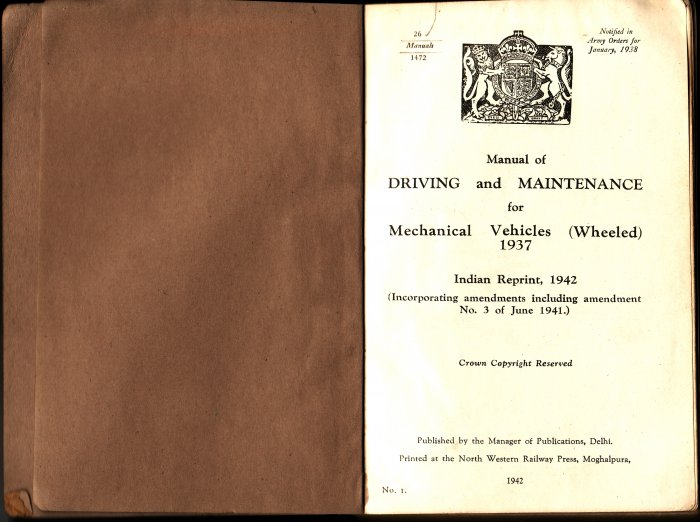 26
Manuals
1472
Notified in
Army Orders for
January, 1938
Manual of
DRIVING and MAINTENANCE
for
Mechanical Vehicles (Wheeled)
1937
Indian Reprint, 1942
(Incorporating amendments including amendment
No. 3 of June 1941.)
Crown Copyright Reserved
Published by the Manager of Publications, Delhi.
Printed at the North Western Railway Press, Moghalpura,
1942
No. 1.